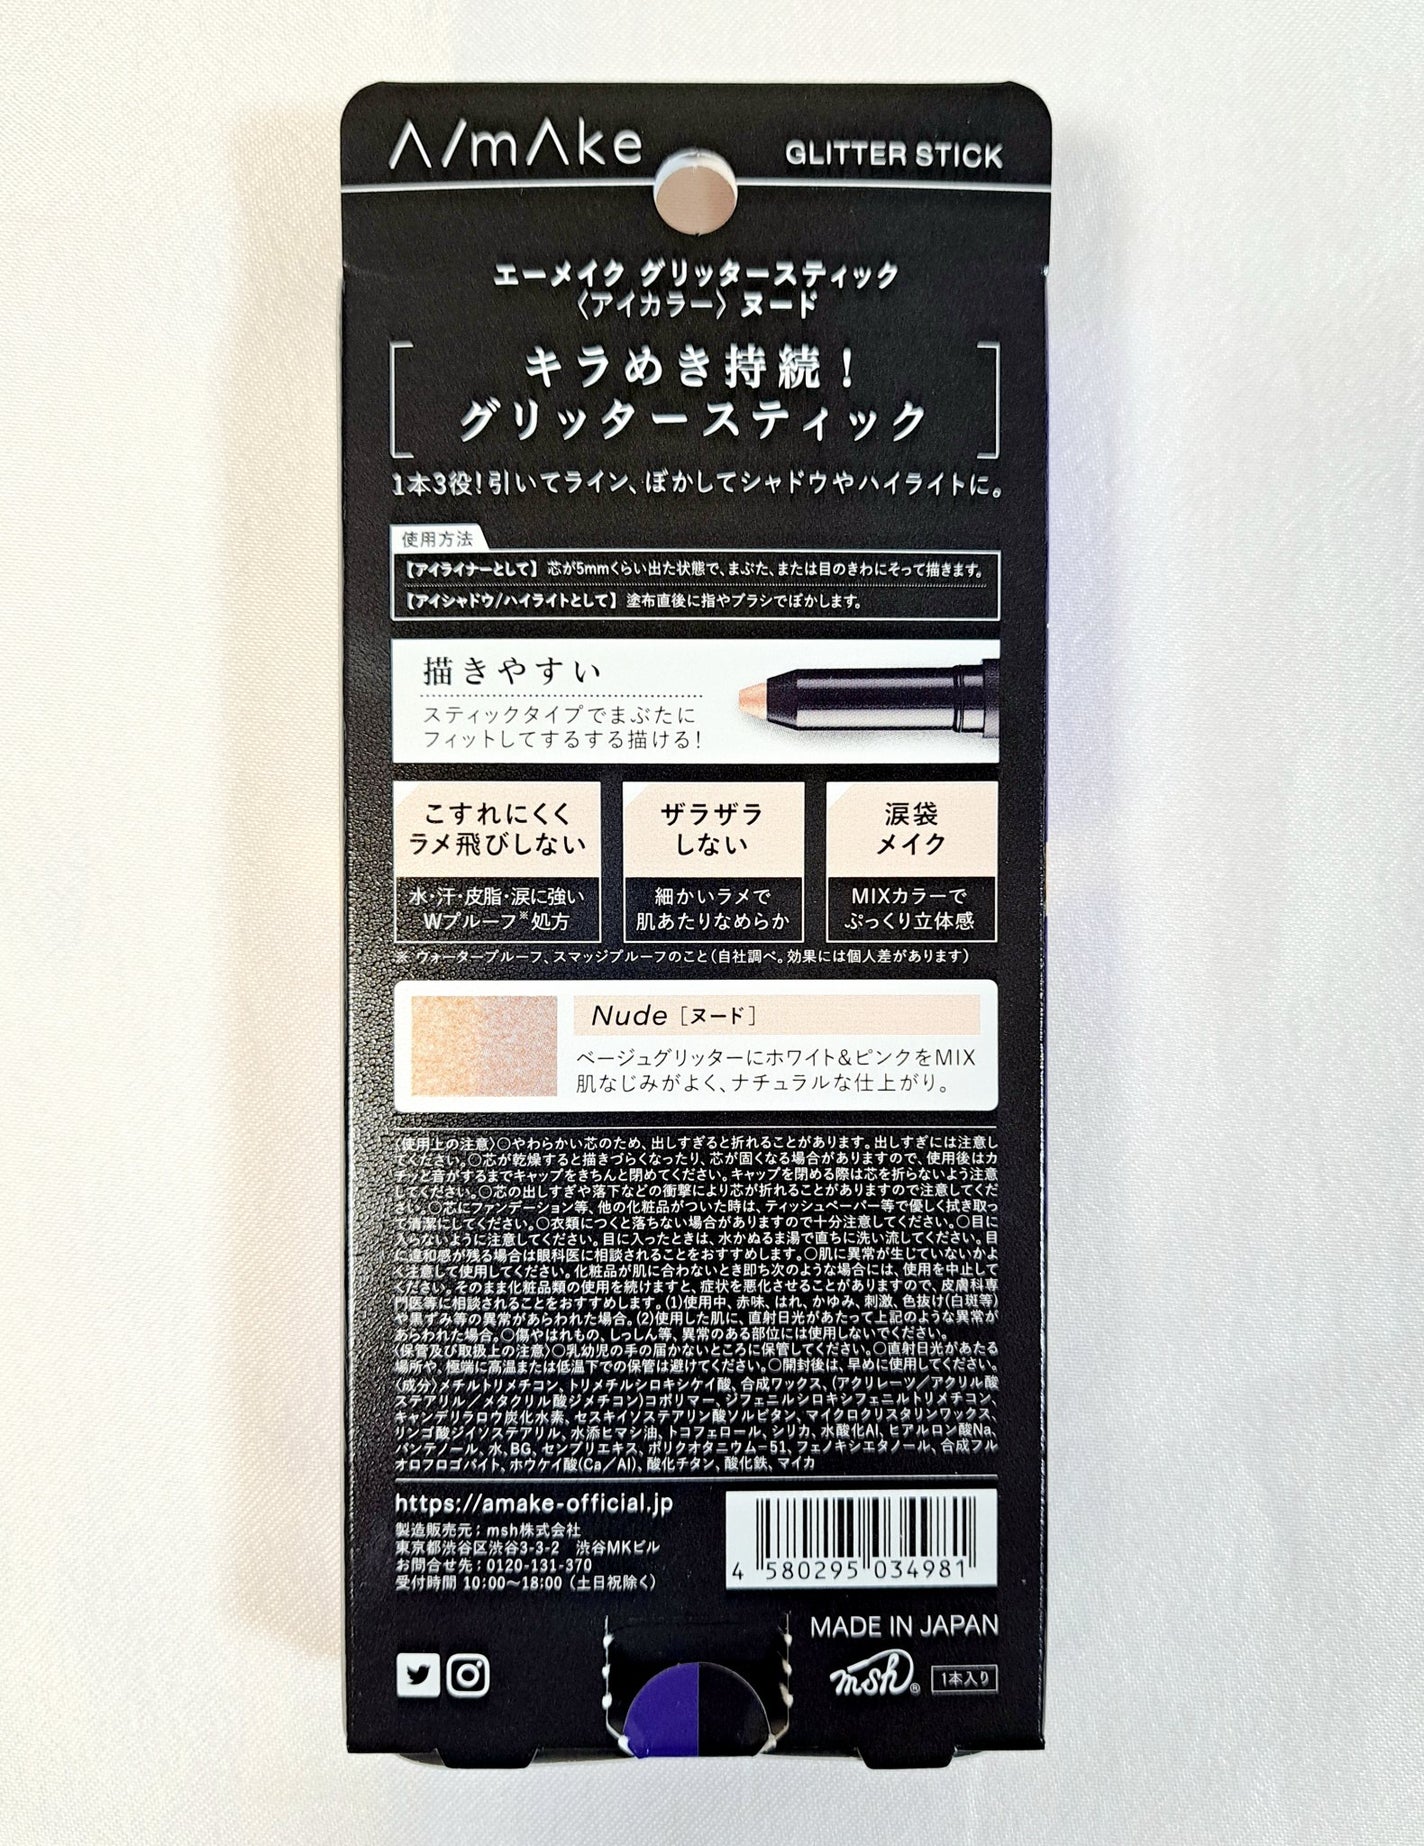 A/mAke
GLITTER STICK
エーメイク グリッタースティック
〈アイカラー〉ヌード
キラめき持続！
グリッタースティック
1本3役！引いてライン、ぼかしてシャドウやハイライトに。
使用方法
【アイライナーとして】芯が5mmくらい出た状態で、まぶた、または目のきわにそって描きます。
【アイシャドウ/ハイライトとして】塗布直後に指やブラシでぼかします。
描きやすい
スティックタイプでまぶたに
フィットしてするする描ける！
こすれにくく
ラメ飛びしない
水・汗・皮脂・涙に強い
Wプルーフ※処方
ザラザラ
しない
細かいラメで
肌あたりなめらか
涙袋
メイク
MIXカラーで
ぷっくり立体感
※ ウォータープルーフ、スマッジプルーフのこと（自社調べ。効果には個人差があります）
Nude［ヌード］
ベージュグリッターにホワイト&ピンクをMIX
肌なじみがよく、ナチュラルな仕上がり。
〈使用上の注意〉○やわらかい芯のため、出しすぎると折れることがあります。出しすぎには注意し
てください。○芯が乾燥すると描きづらくなったり、芯が固くなる場合がありますので、使用後はカ
チッと音がするまでキャップをきちんと閉めてください。キャップを閉める際は芯を折らないよう注意
してください。○芯の出しすぎや落下などの衝撃により芯が折れることがありますので注意してくだ
さい。○芯にファンデーション等、他の化粧品がついた時は、ティッシュペーパー等で優しく拭き取っ
て清潔にしてください。○衣類につくと落ちない場合がありますので十分注意してください。○目に
入らないように注意してください。目に入ったときは、水かぬるま湯で直ちに洗い流してください。目
に違和感が残る場合は眼科医に相談されることをおすすめします。○肌に異常が生じていないかよ
く注意して使用してください。化粧品が肌に合わないとき即ち次のような場合には、使用を中止して
ください。そのまま化粧品類の使用を続けますと、症状を悪化させることがありますので、皮膚科専
門医等に相談されることをおすすめします。(1)使用中、赤味、はれ、かゆみ、刺激、色抜け(白斑等)
や黒ずみ等の異常があらわれた場合。(2)使用した肌に、直射日光があたって上記のような異常が
あらわれた場合。○傷やはれもの、しっしん等、異常のある部位には使用しないでください。
〈保管及び取扱上の注意〉○乳幼児の手の届かないところに保管してください。○直射日光があたる
場所や、極端に高温または低温下での保管は避けてください。○開封後は、早めに使用してください。
〈成分〉メチルトリメチコン、トリメチルシロキシケイ酸、合成ワックス、(アクリレーツ／アクリル酸
ステアリル／メタクリル酸ジメチコン)コポリマー、ジフェニルシロキシフェニルトリメチコン、
キャンデリラロウ炭化水素、セスキイソステアリン酸ソルビタン、マイクロクリスタリンワックス、
リンゴ酸ジイソステアリル、水添ヒマシ油、トコフェロール、シリカ、水酸化Al、ヒアルロン酸Na、
パンテノール、水、BG、センブリエキス、ポリクオタニウム-51、フェノキシエタノール、合成フル
オロフロゴパイト、ホウケイ酸(Ca／Al)、酸化チタン、酸化鉄、マイカ
https://amake-official.jp
製造販売元：msh株式会社
東京都渋谷区渋谷3-3-2　渋谷MKビル
お問合せ先：0120-131-370
受付時間 10:00〜18:00（土日祝除く）
4 580295 034981
MADE IN JAPAN
msh®
1本入り